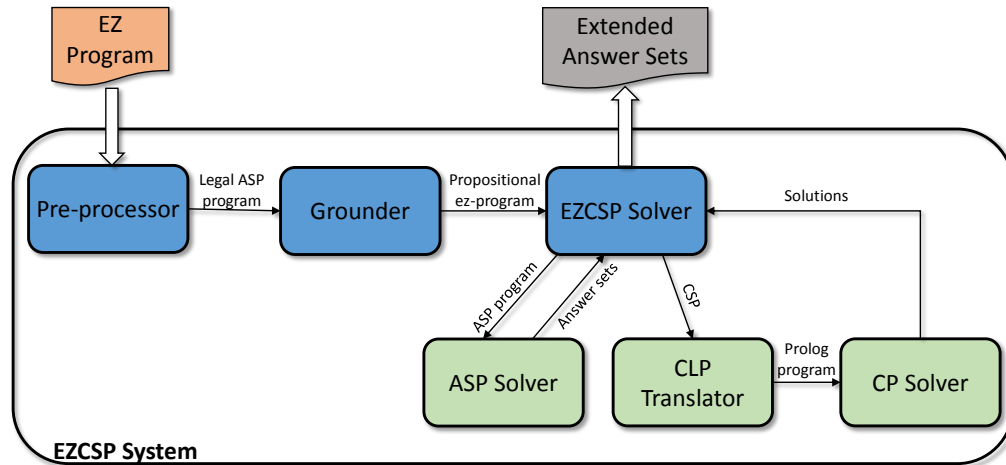 EZ
Program
Extended
Answer Sets
Legal ASP
program
Propositional
ez-program
Solutions
Pre-processor
Grounder
EZCSP Solver
ASP program
Answer sets
CSP
ASP Solver
CLP
Translator
Prolog
program
CP Solver
EZCSP System